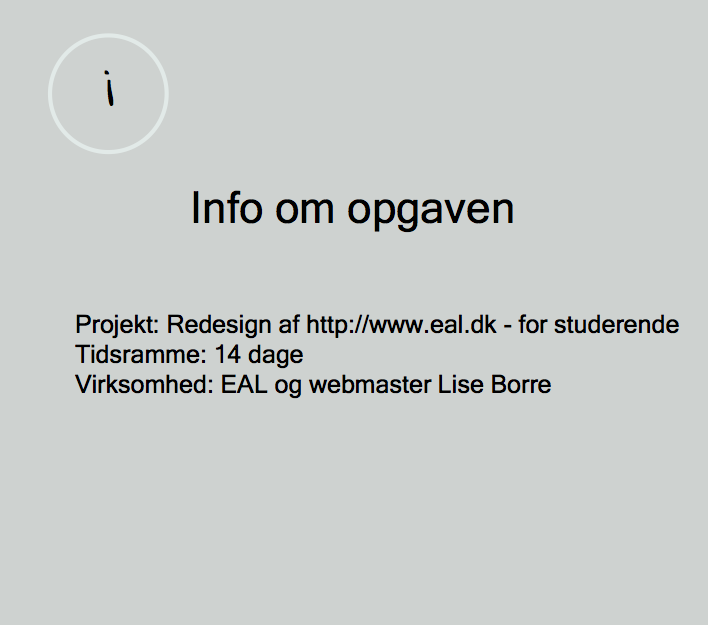 i
Info om opgaven
Projekt: Redesign af http://www.eal.dk - for studerende
Tidsramme: 14 dage
Virksomhed: EAL og webmaster Lise Borre